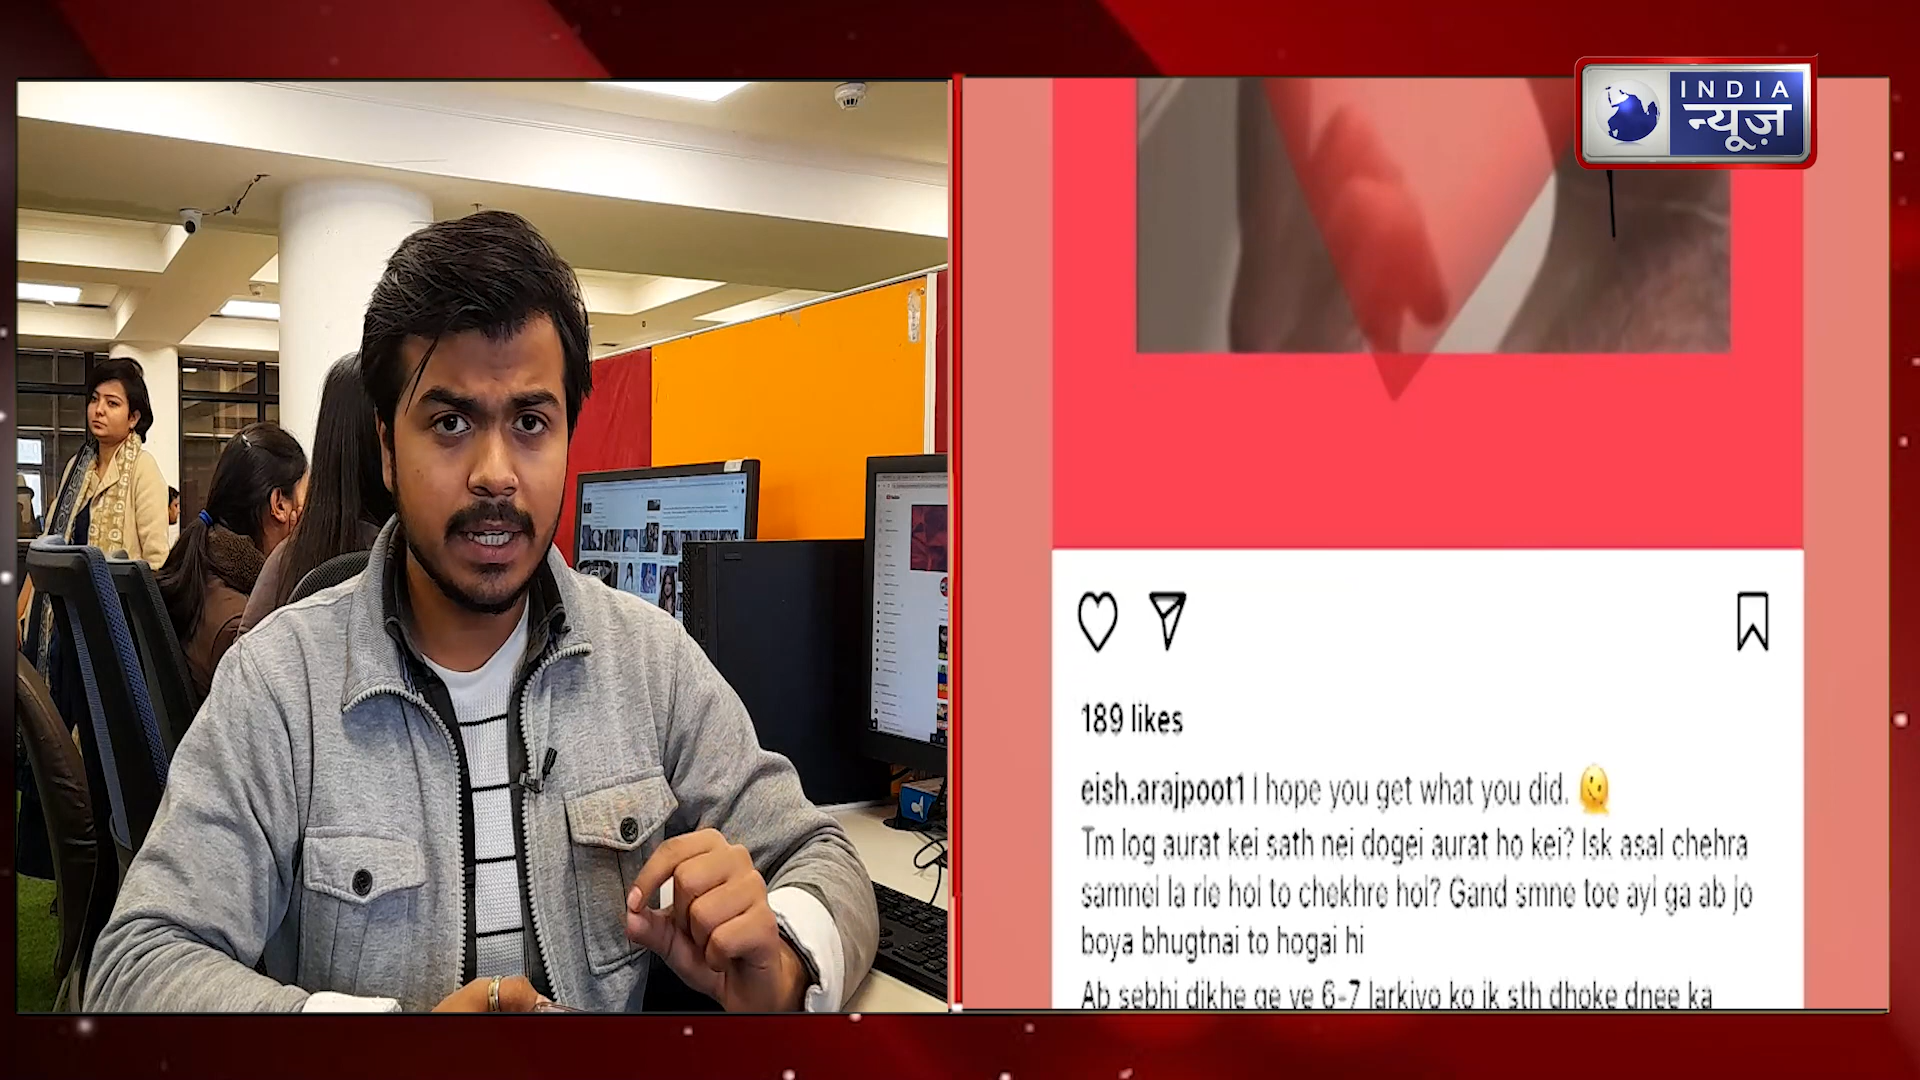 INDIA
न्यूज़
189 likes
eish.arajpoot1 I hope you get what you did. 🫠
Tm log aurat kei sath nei dogei aurat ho kei? Isk asal chehra
samnei la rie hoi to chekhre hoi? Gand smne toe ayi ga ab jo
boya bhugtnai to hogai hi
Ab sebhi dikhe ge ye 6-7 larkiyo ko ik sth dhoke dnee ka